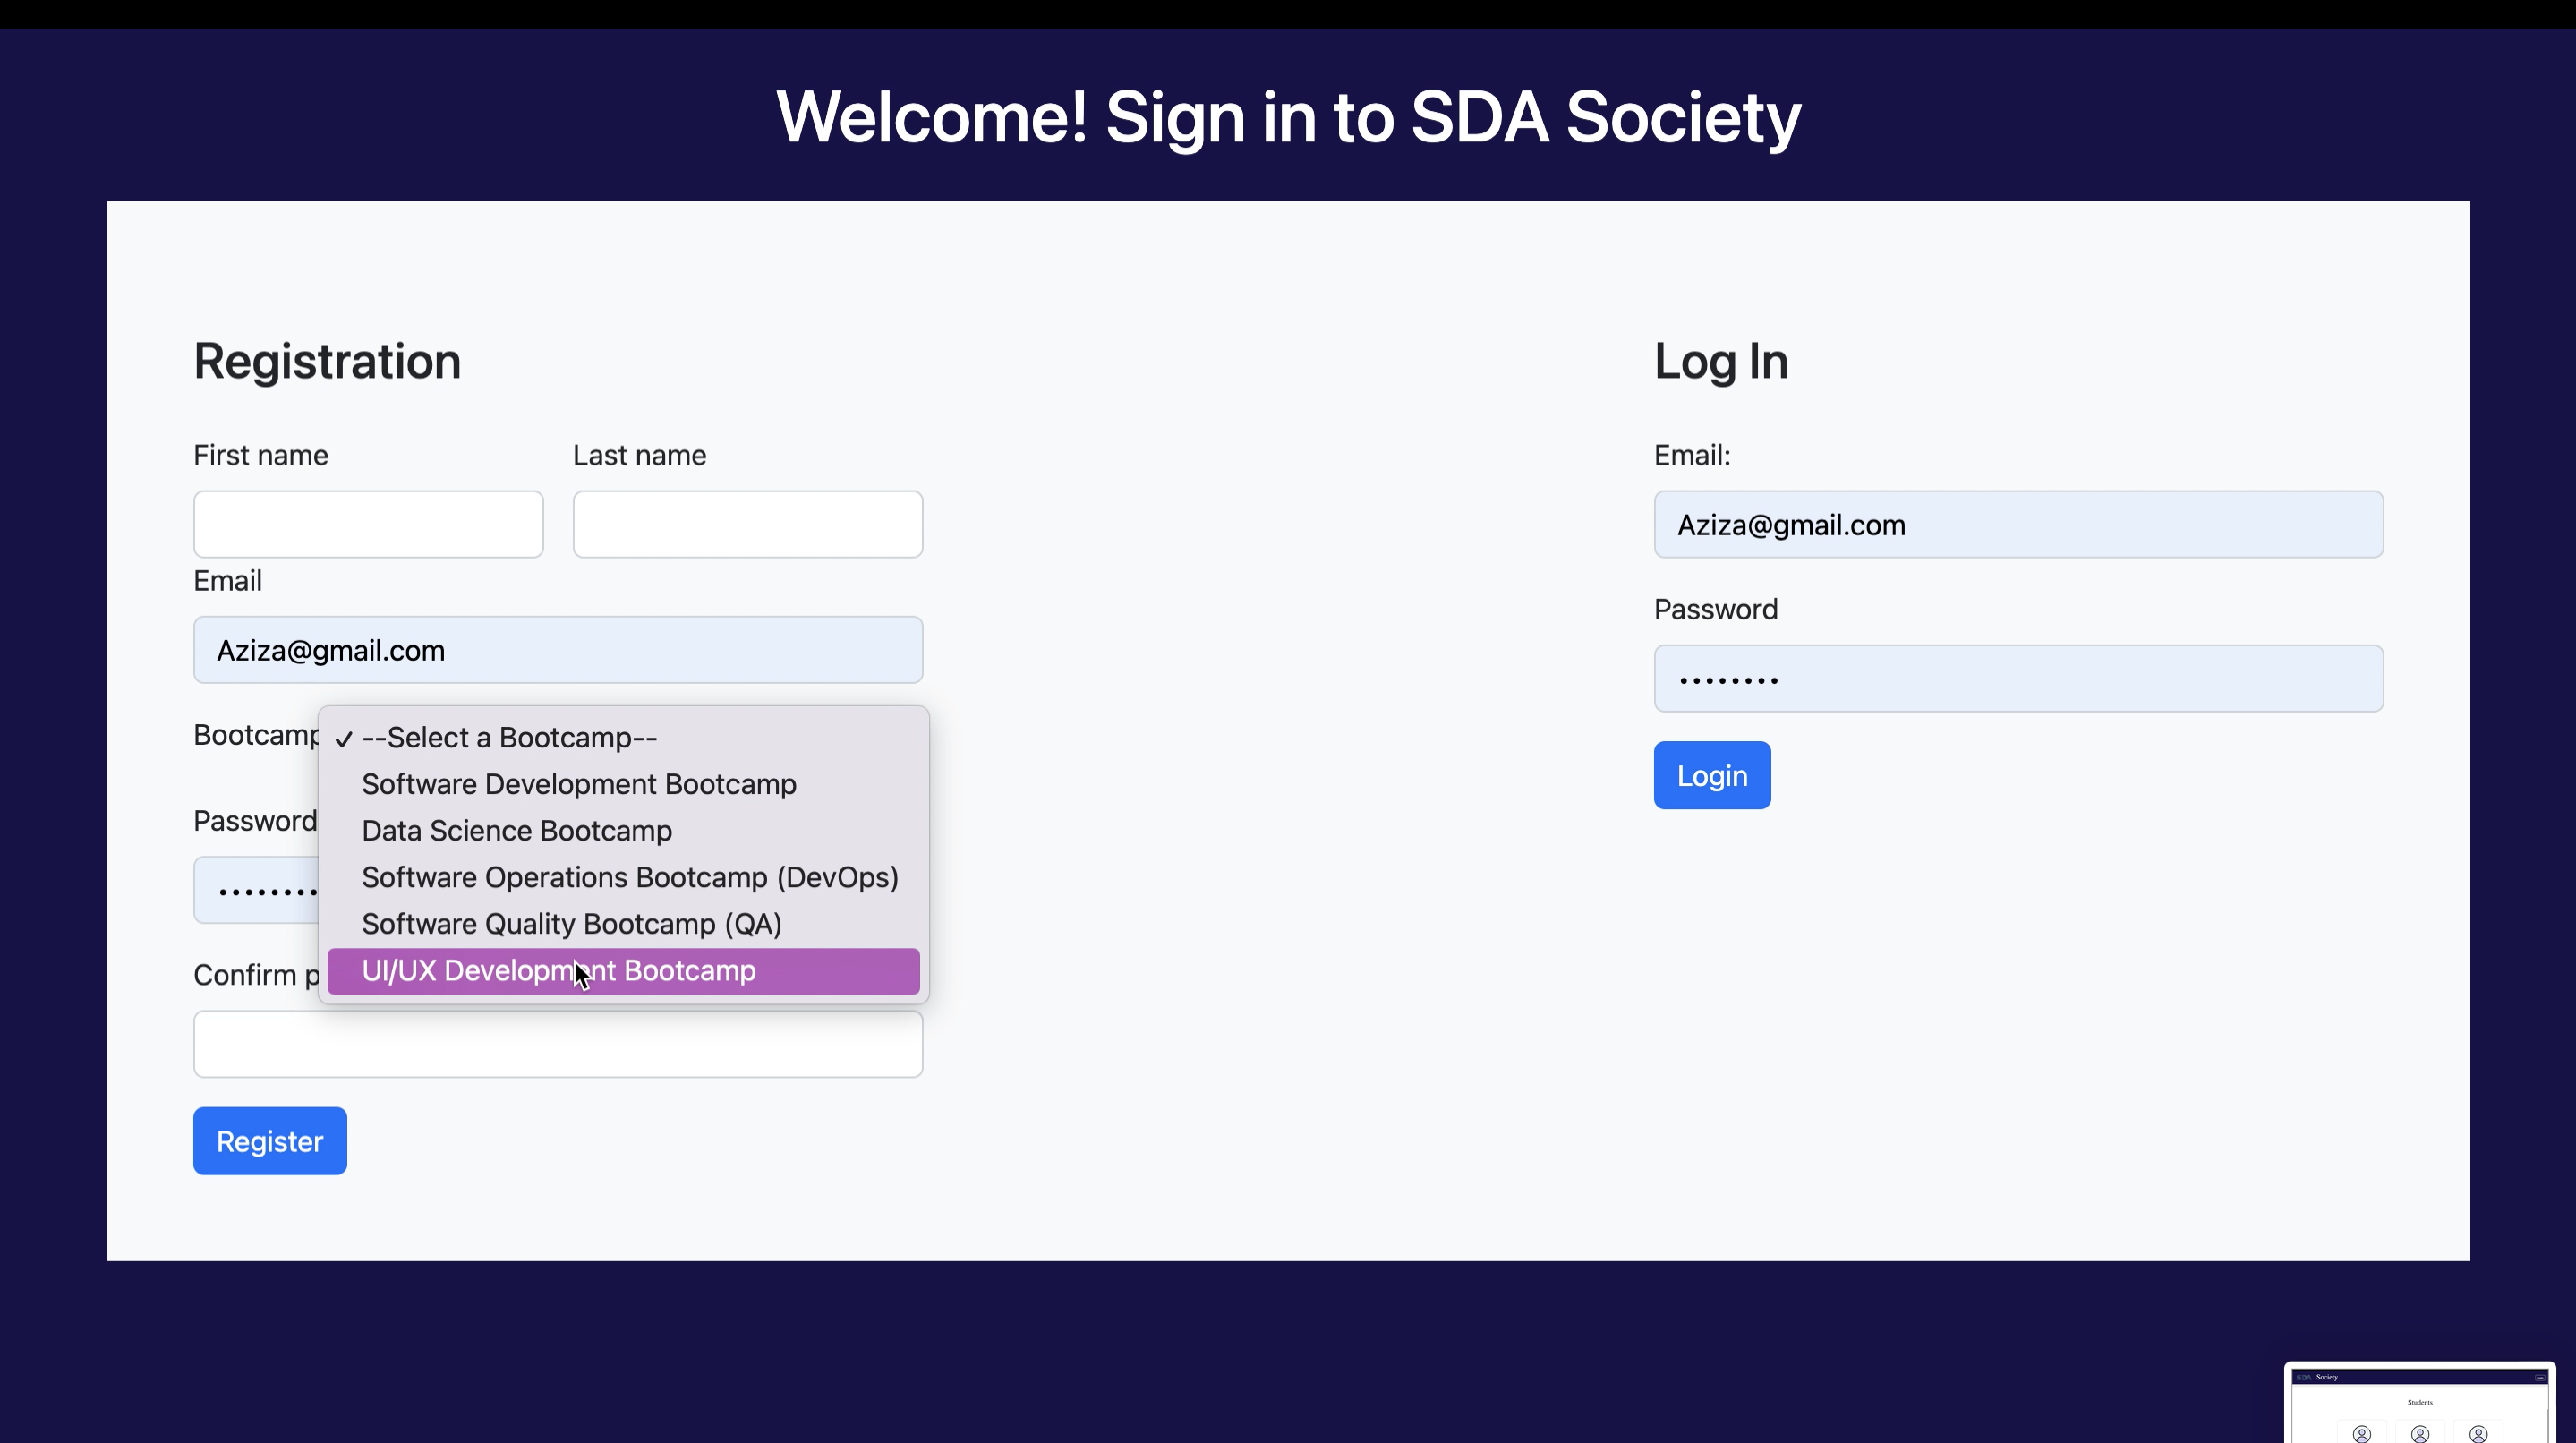 Welcome! Sign in to SDA Society
Registration
First name
Last name
Email
Aziza@gmail.com
Bootcamp
✓ --Select a Bootcamp--
Software Development Bootcamp
Data Science Bootcamp
Software Operations Bootcamp (DevOps)
Software Quality Bootcamp (QA)
UI/UX Development Bootcamp
Password
••••••••
Confirm p
Register
Log In
Email:
Aziza@gmail.com
Password
••••••••
Login
SDA Society
Students